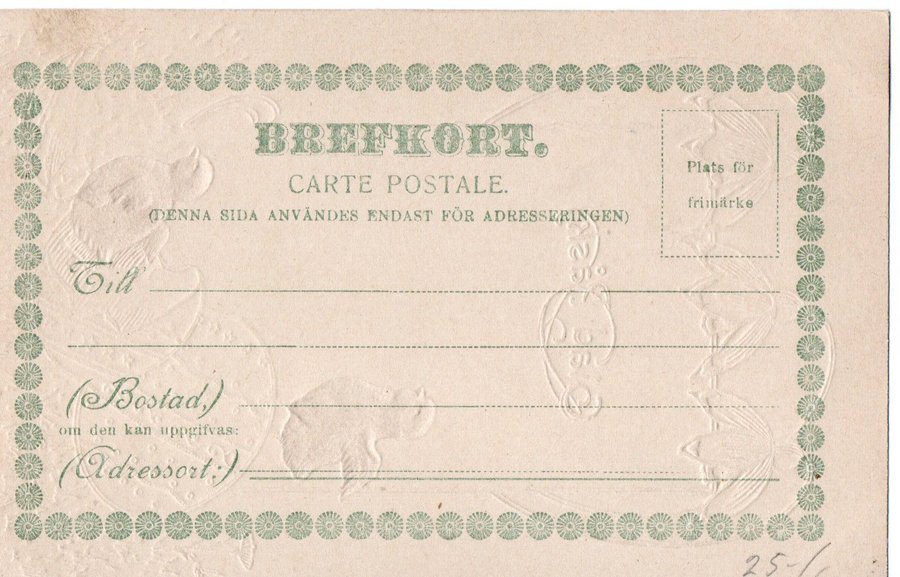 BREFKORT.
CARTE POSTALE.
(DENNA SIDA ANVÄNDES ENDAST FÖR ADRESSERINGEN)
Plats för
frimärke
Till
(Bostad,)
om den kan uppgifvas:
(Adressort:)
25-/